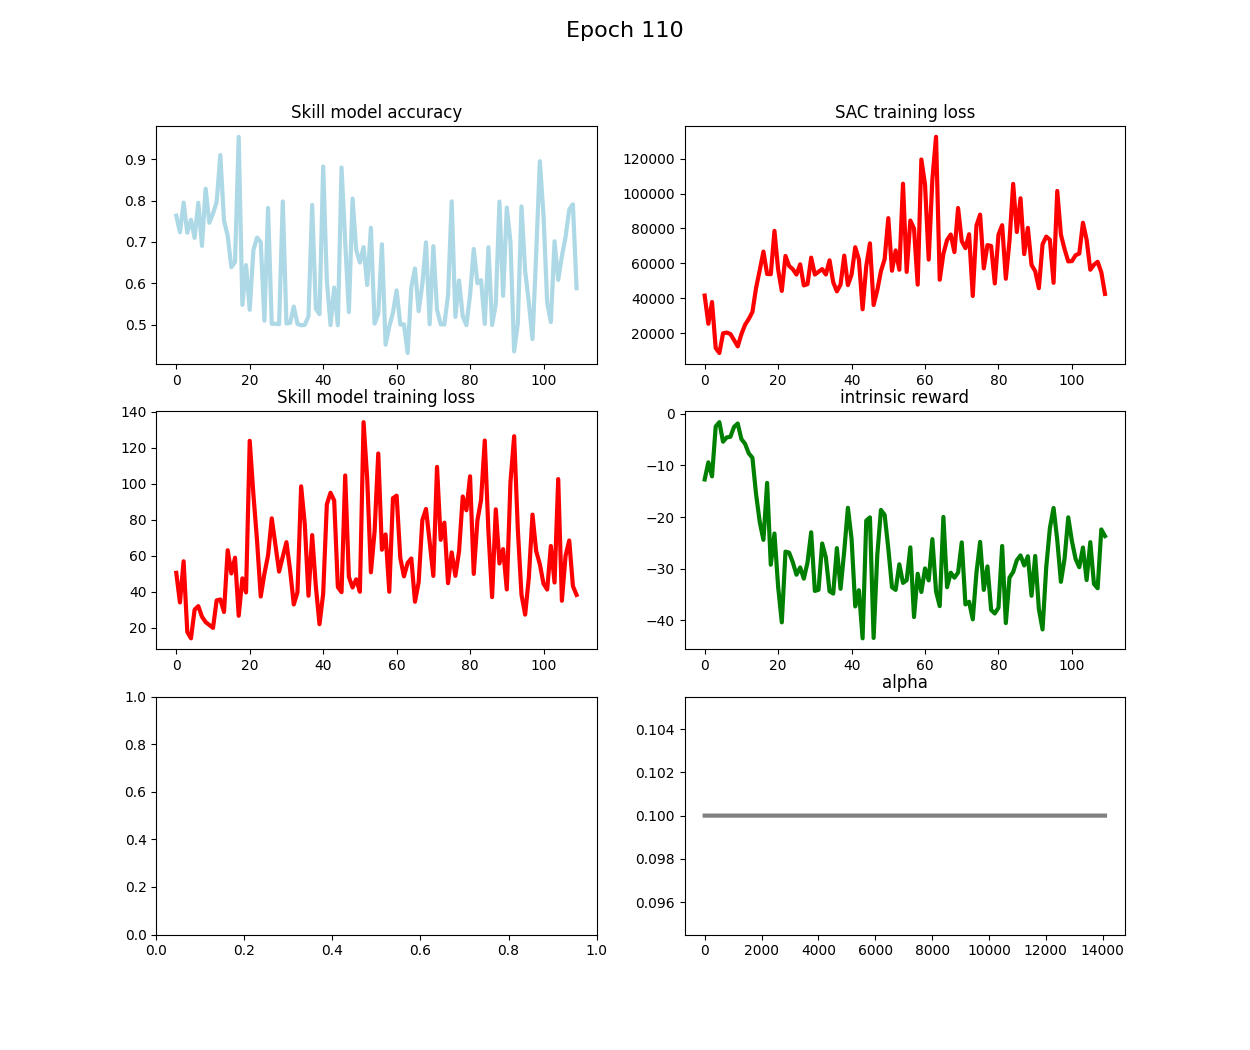 Epoch 110
Skill model accuracy
0.9
0.8
0.7
0.6
0.5
0 20 40 60 80 100
SAC training loss
120000
100000
80000
60000
40000
20000
0 20 40 60 80 100
Skill model training loss
140
120
100
80
60
40
20
0 20 40 60 80 100
intrinsic reward
0
−10
−20
−30
−40
0 20 40 60 80 100
1.0
0.8
0.6
0.4
0.2
0.0
0.0 0.2 0.4 0.6 0.8 1.0
alpha
0.104
0.102
0.100
0.098
0.096
0 2000 4000 6000 8000 10000 12000 14000